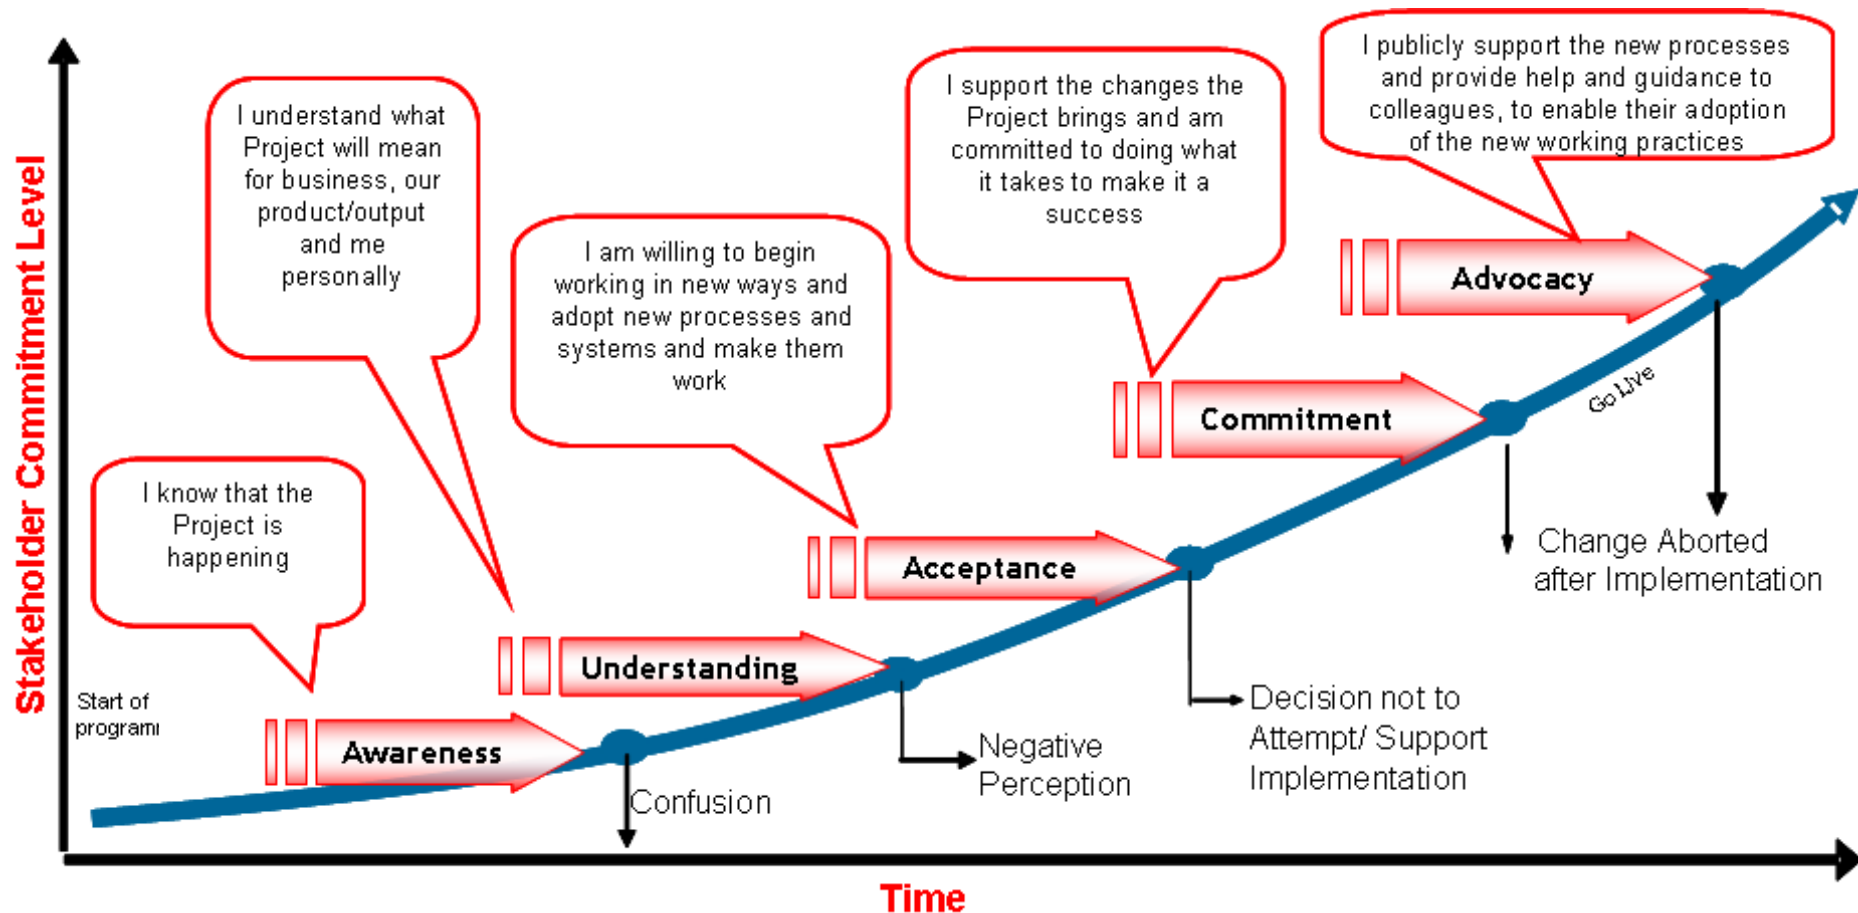 I publicly support the new processes
and provide help and guidance to
colleagues, to enable their adoption
of the new working practices
I support the changes the
Project brings and am
committed to doing what
it takes to make it a
success
I understand what
Project will mean
for business, our
product/output
and me
personally
I am willing to begin
working in new ways and
adopt new processes and
systems and make them
work
I know that the
Project is
happening
Stakeholder Commitment Level
Advocacy
Go Live
Commitment
Change Aborted
after Implementation
Acceptance
Understanding
Decision not to
Attempt/ Support
Implementation
Start of
programi
Awareness
Negative
Perception
Confusion
Time